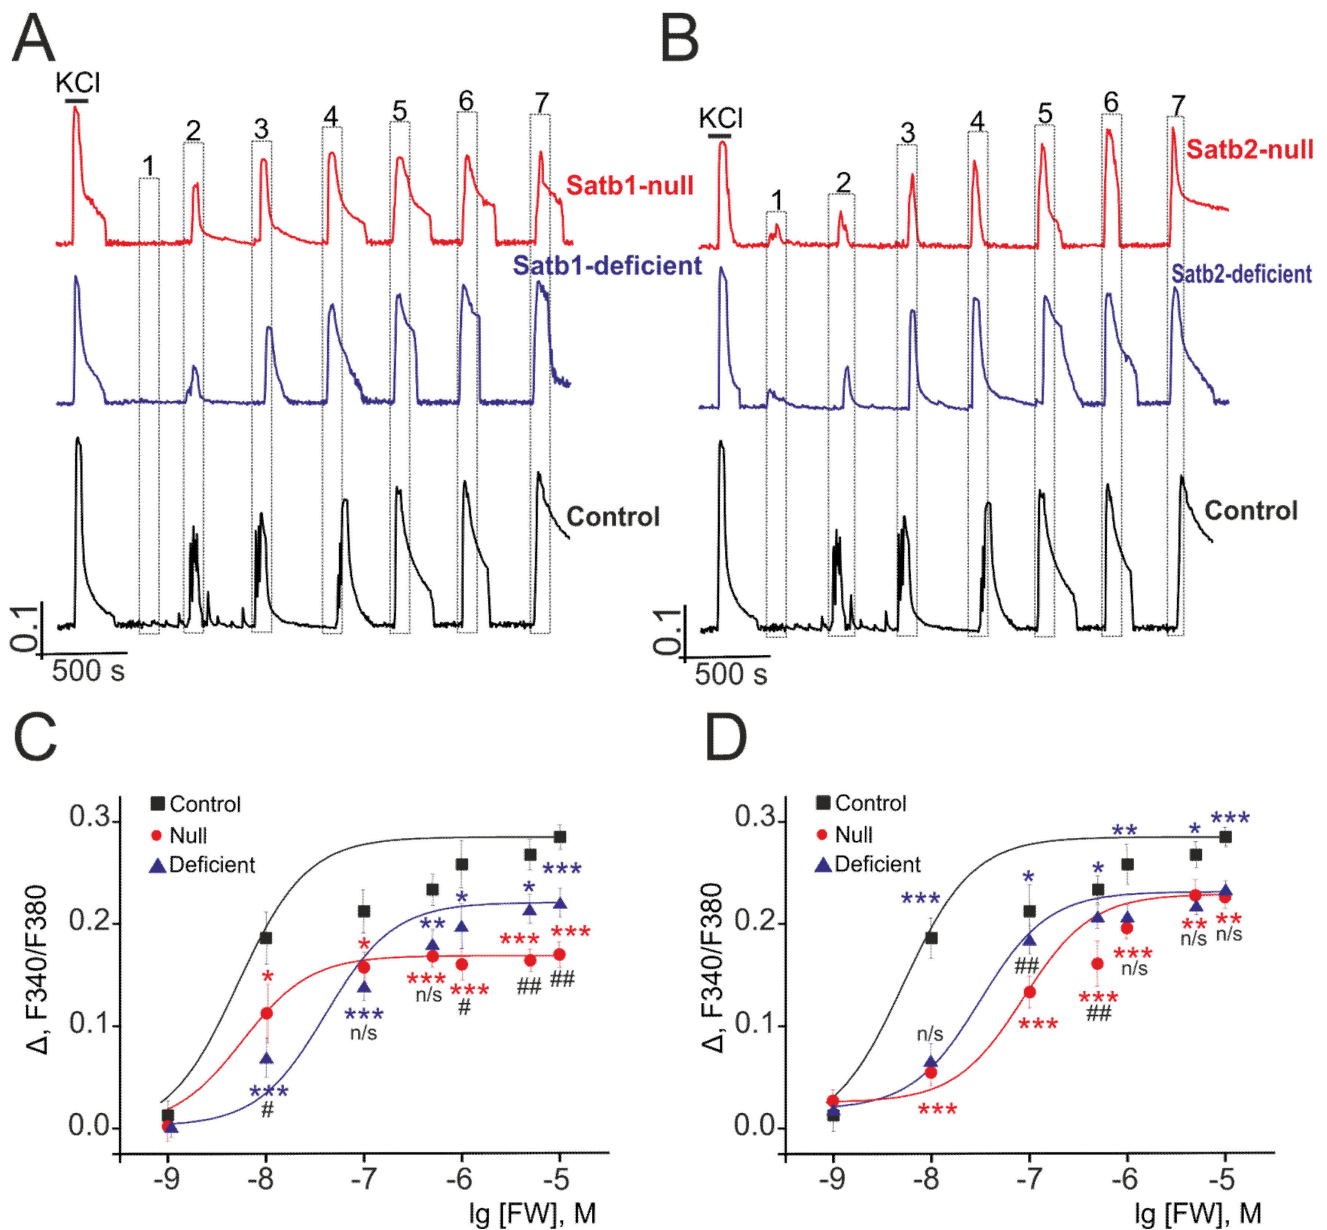 A
KCl
1
2
3
4
5
6
7
Satb1-null
Satb1-deficient
Control
0.1
500 s
B
KCl
1
2
3
4
5
6
7
Satb2-null
Satb2-deficient
Control
0.1
500 s
C
Control
Null
Deficient
0.3
0.2
0.1
0.0
Δ, F340/F380
*
***
#
*
***
n/s
**
***
n/s
*
***
#
*
***
##
***
***
##
-9
-8
-7
-6
-5
lg [FW], M
D
Control
Null
Deficient
0.3
0.2
0.1
0.0
Δ, F340/F380
***
n/s
***
*
##
***
*
***
##
**
***
n/s
*
**
n/s
***
**
n/s
-9
-8
-7
-6
-5
lg [FW], M